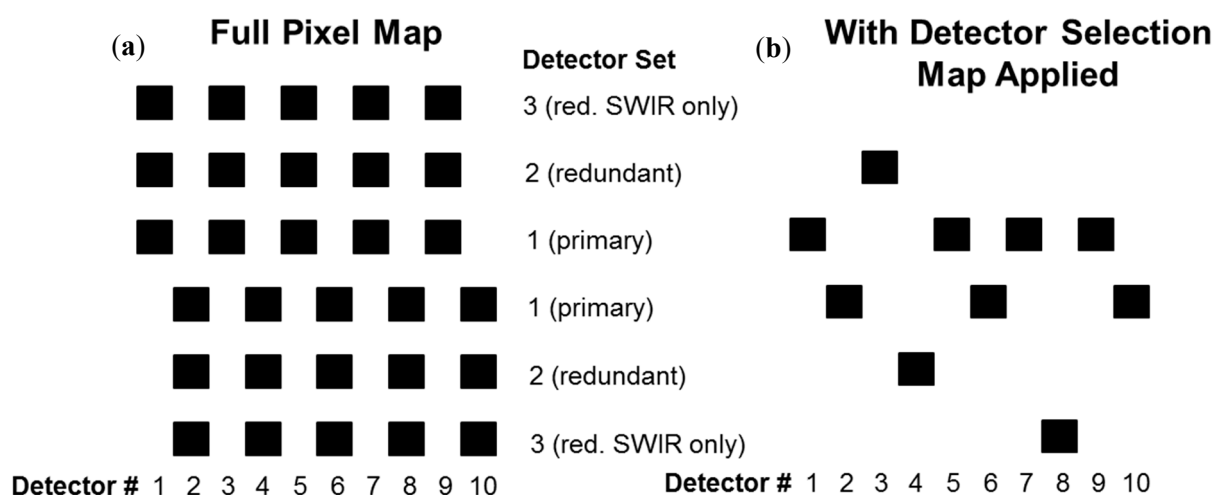 (a)
Full Pixel Map
Detector Set
3 (red. SWIR only)
2 (redundant)
1 (primary)
1 (primary)
2 (redundant)
3 (red. SWIR only)
Detector # 1 2 3 4 5 6 7 8 9 10
(b)
With Detector Selection
Map Applied
Detector # 1 2 3 4 5 6 7 8 9 10